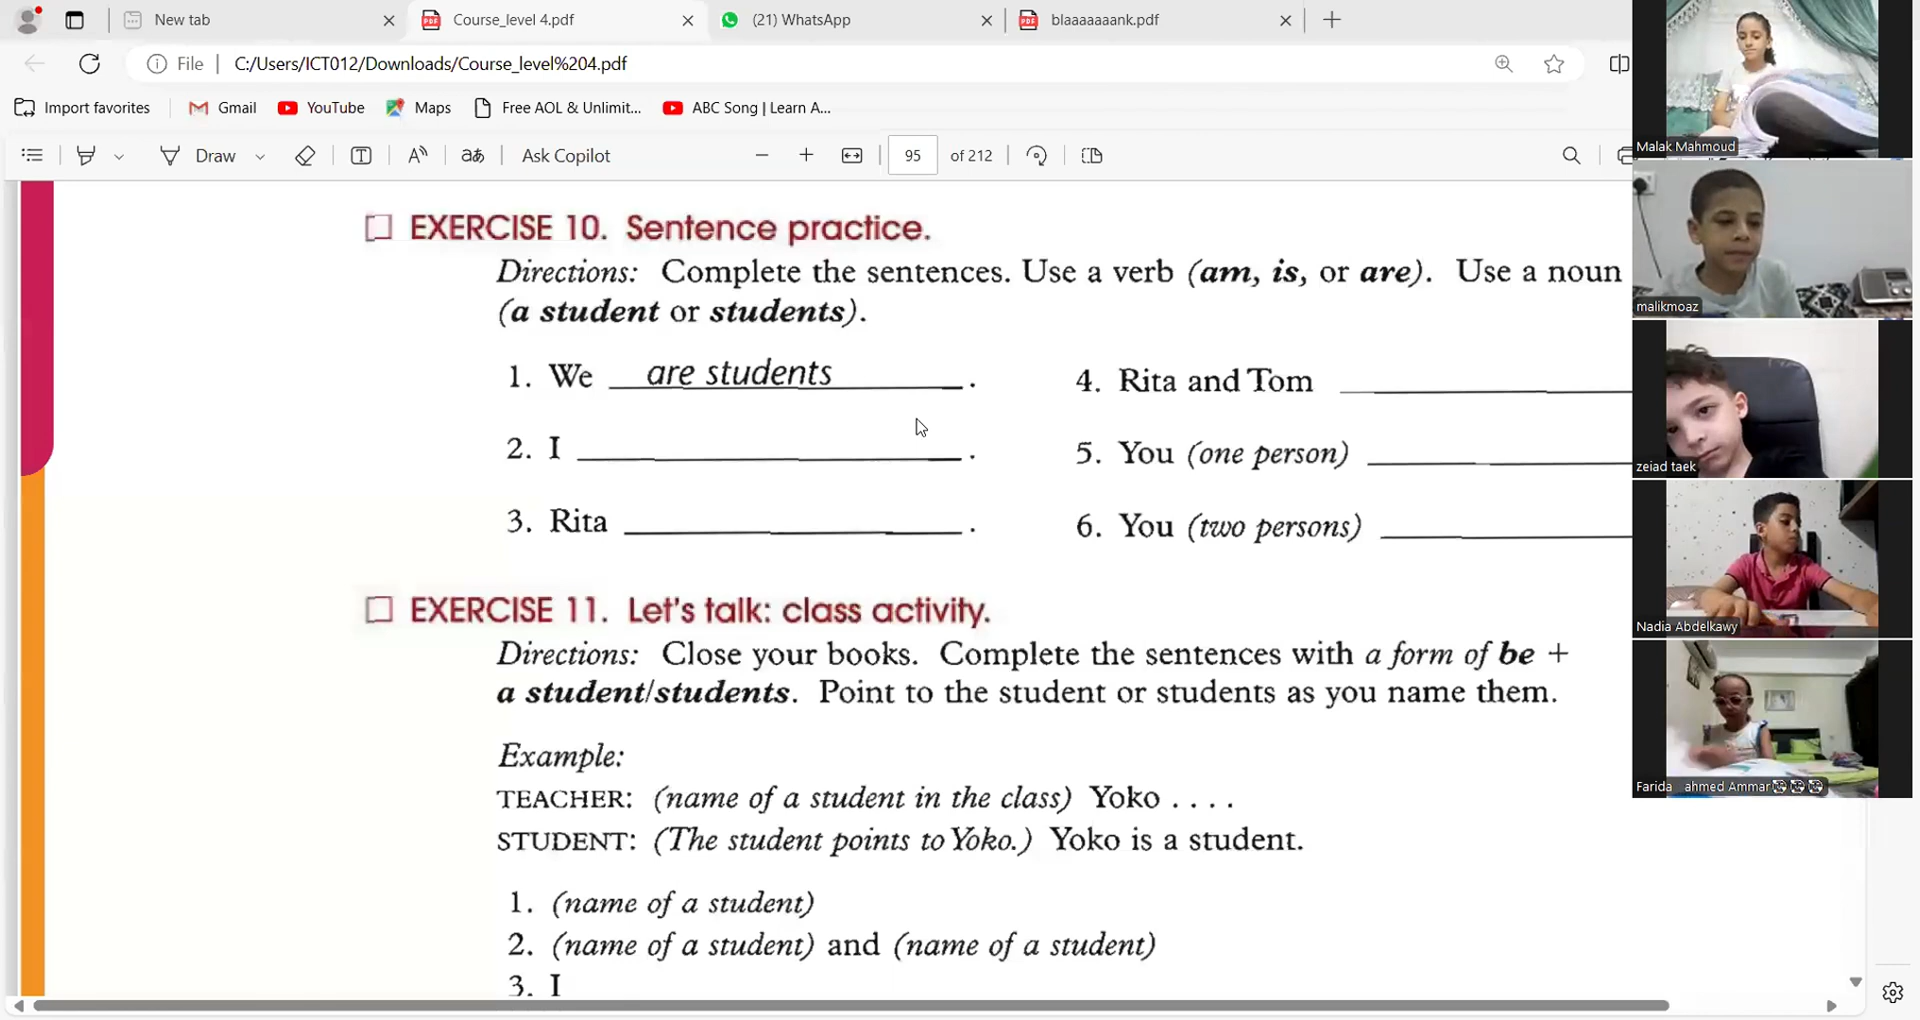 New tab
Course_level 4.pdf
(21) WhatsApp
blaaaaaaank.pdf
File
C:/Users/ICT012/Downloads/Course_level%204.pdf
Import favorites
Gmail
YouTube
Maps
Free AOL & Unlimit...
ABC Song | Learn A...
Draw
Ask Copilot
95 of 212
EXERCISE 10. Sentence practice.
Directions: Complete the sentences. Use a verb (am, is, or are). Use a noun
(a student or students).
1. We are students.
2. I ____________.
3. Rita ____________.
4. Rita and Tom ____________
5. You (one person) ____________
6. You (two persons) ____________
EXERCISE 11. Let's talk: class activity.
Directions: Close your books. Complete the sentences with a form of be +
a student/students. Point to the student or students as you name them.
Example:
TEACHER: (name of a student in the class) Yoko . . . .
STUDENT: (The student points to Yoko.) Yoko is a student.
1. (name of a student)
2. (name of a student) and (name of a student)
3. I
Malak Mahmoud
malikmoaz
zeiad taek
Nadia Abdelkawy
Farida ahmed Ammar